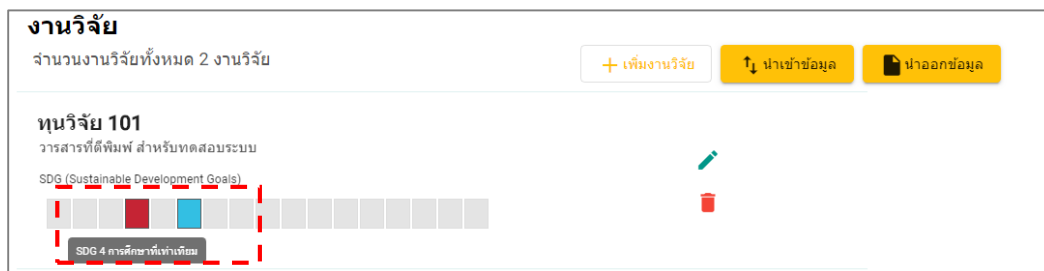 งานวิจัย
จำนวนงานวิจัยทั้งหมด 2 งานวิจัย
+ เพิ่มงานวิจัย
นำเข้าข้อมูล
นำออกข้อมูล
ทุนวิจัย 101
วารสารที่ตีพิมพ์ สำหรับทดสอบระบบ
SDG (Sustainable Development Goals)
SDG 4 การศึกษาที่เท่าเทียม